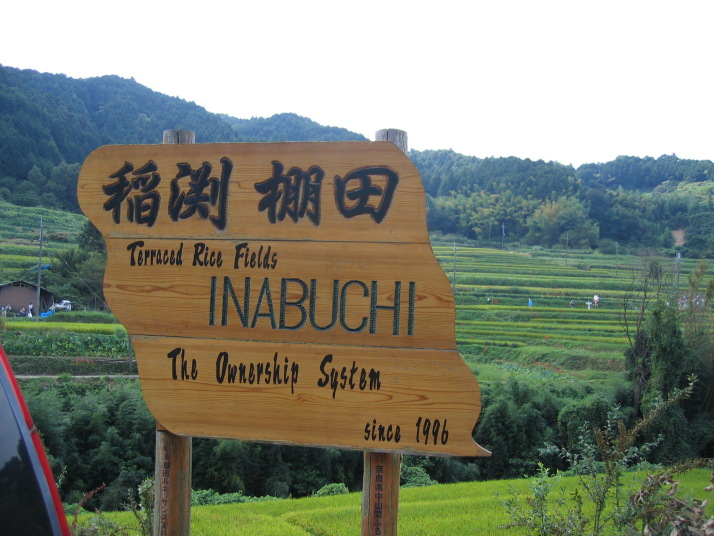 稲渕棚田
Terraced Rice Fields
INABUCHI
The Ownership System
since 1996